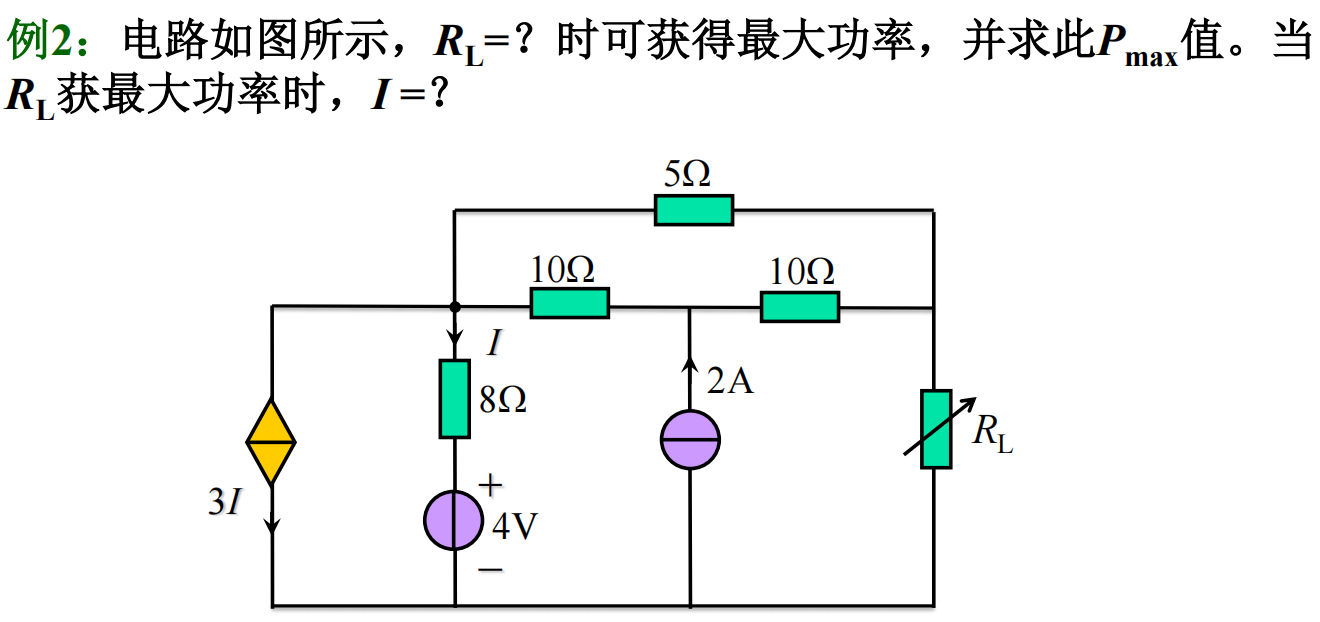 例2：电路如图所示，RL=？时可获得最大功率，并求此Pmax值。当
RL获最大功率时，I=？
5Ω
10Ω
10Ω
I
8Ω
2A
RL
3I
+
4V
−